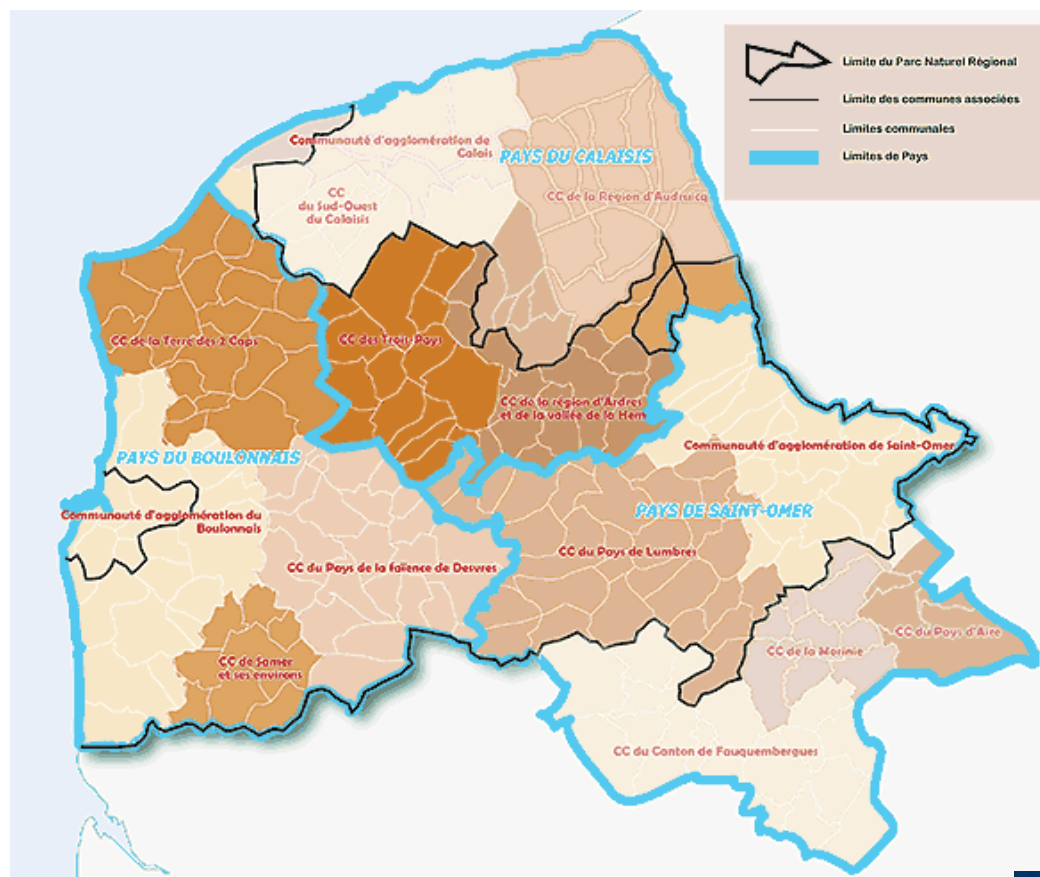 Limite du Parc Naturel Régional
Limite des communes associées
Limites communales
Limites de Pays
Communauté d'agglomération de
Calais
PAYS DU CALAISIS
CC
du Sud-Ouest
du Calaisis
CC de la Région d'Audruicq
CC de la Terre des 2 Caps
CC des Trois-Pays
CC de la région d'Ardres
et de la vallée de la Hem
Communauté d'agglomération de Saint-Omer
PAYS DU BOULONNAIS
Communauté d'agglomération du
Boulonnais
PAYS DE SAINT-OMER
CC du Pays de Lumbres
CC du Pays de la faïence de Desvres
CC du Pays d'Aire
CC de la Morinie
CC de Samer
et ses environs
CC du Canton de Fauquembergues